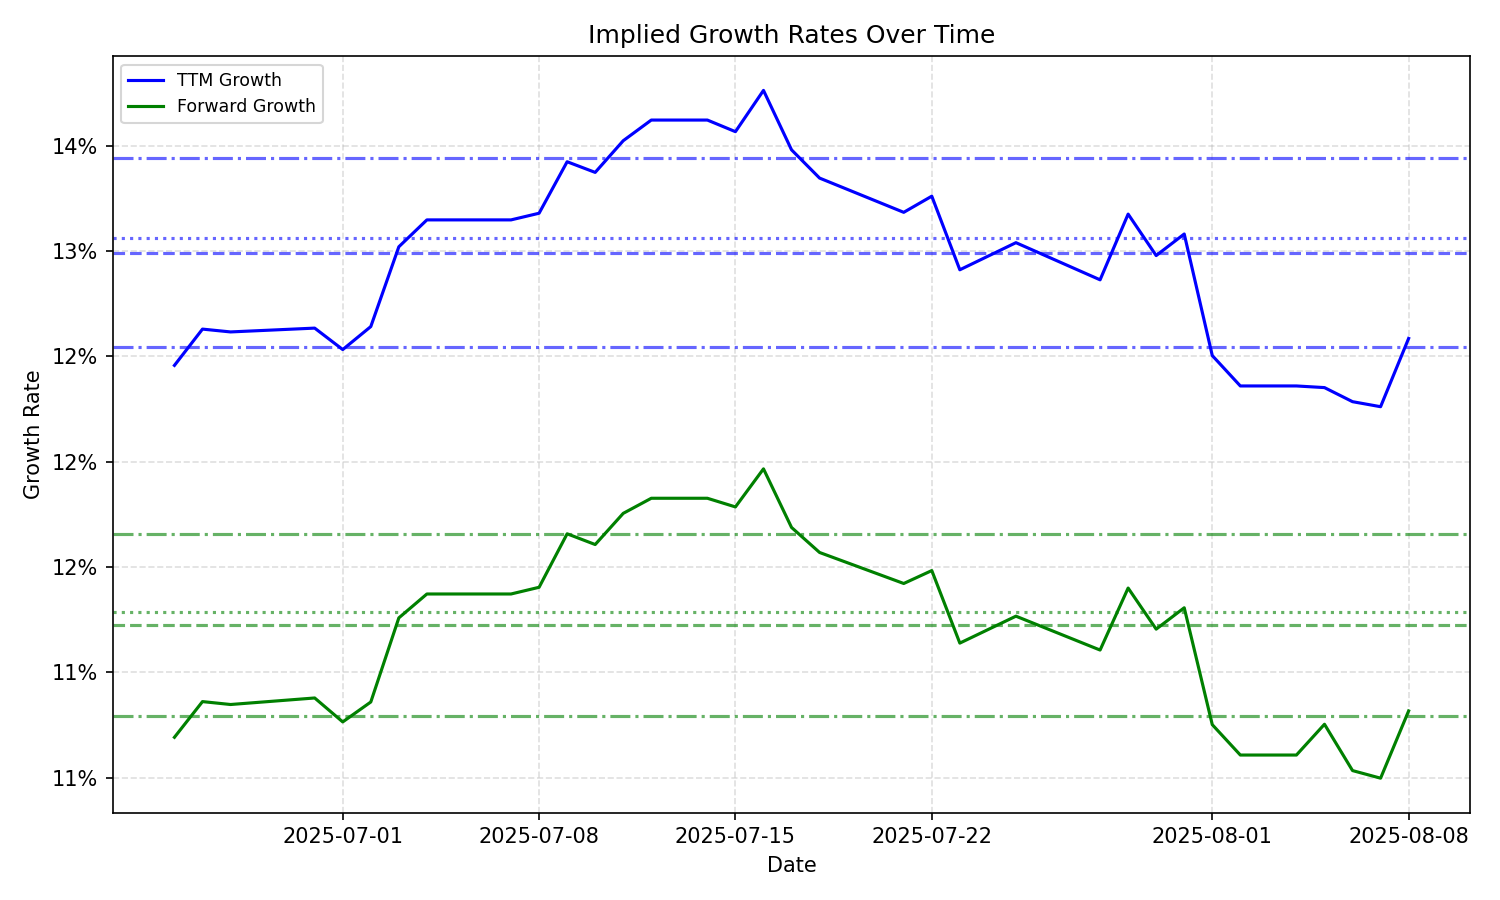 Implied Growth Rates Over Time
TTM Growth
Forward Growth
14%
13%
12%
12%
12%
11%
11%
Growth Rate
2025-07-01
2025-07-08
2025-07-15
2025-07-22
2025-08-01
2025-08-08
Date